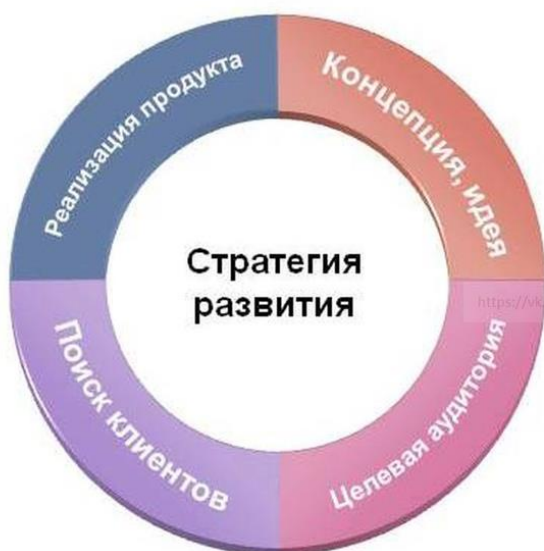 Реализация продукта
Концепция, идея
Стратегия
развития
https://vk
Поиск клиентов
Целевая аудитория